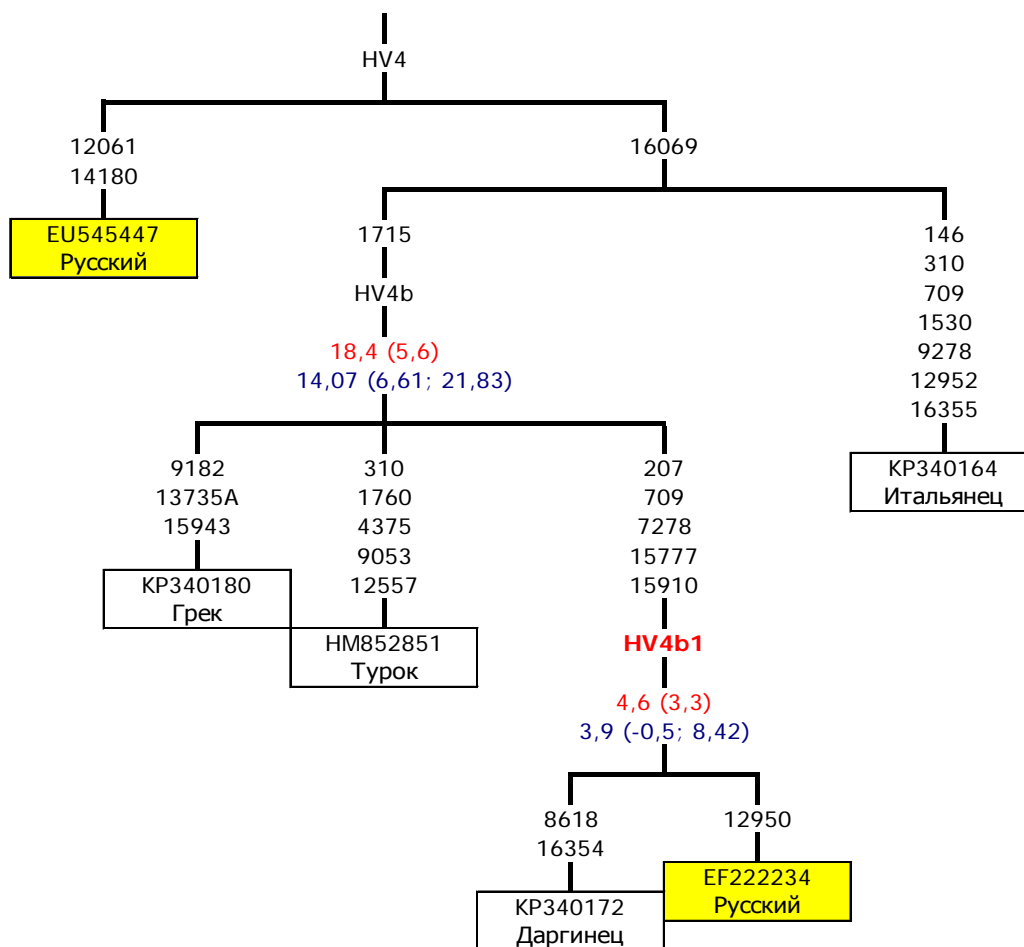 HV4
12061
14180
EU545447
Русский
16069
1715
HV4b
18,4 (5,6)
14,07 (6,61; 21,83)
146
310
709
1530
9278
12952
16355
KP340164
Итальянец
9182
13735A
15943
KP340180
Грек
310
1760
4375
9053
12557
HM852851
Турок
207
709
7278
15777
15910
HV4b1
4,6 (3,3)
3,9 (-0,5; 8,42)
8618
16354
KP340172
Даргинец
12950
EF222234
Русский